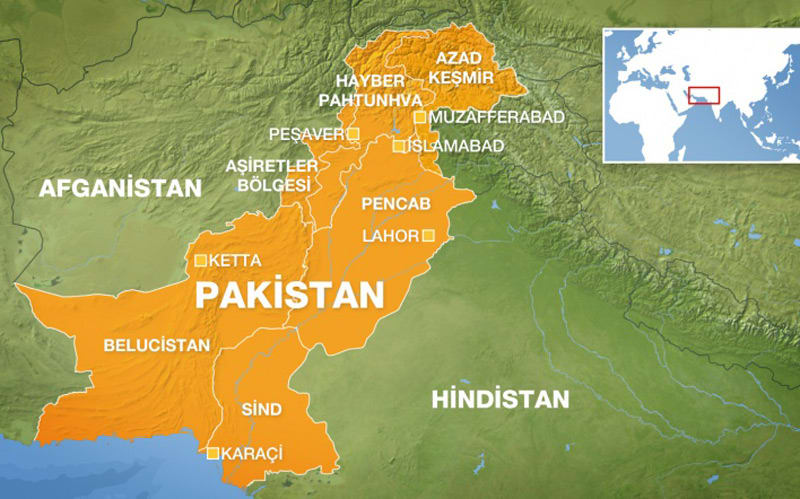 AZAD
KEŞMİR
HAYBER
PAHTUNHVA
MUZAFFERABAD
PEŞAVER
İSLAMABAD
AŞİRETLER
BÖLGESİ
AFGANİSTAN
PENCAB
LAHOR
KETTA
PAKİSTAN
BELUCİSTAN
HİNDİSTAN
SİND
KARAÇİ